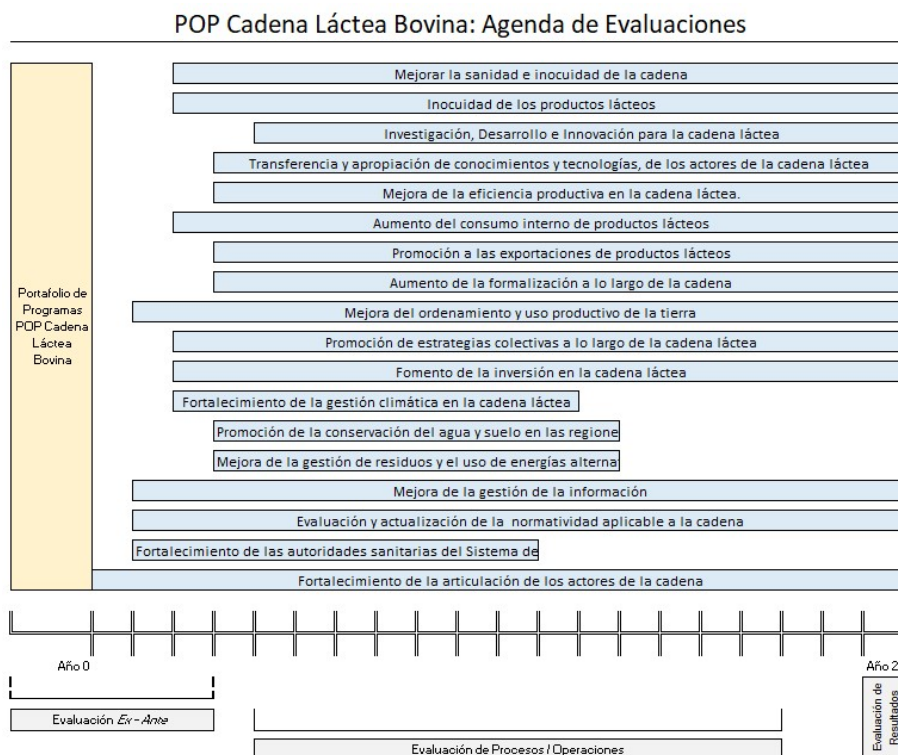 POP Cadena Láctea Bovina: Agenda de Evaluaciones
Mejorar la sanidad e inocuidad de la cadena
Inocuidad de los productos lácteos
Investigación, Desarrollo e Innovación para la cadena láctea
Transferencia y apropiación de conocimientos y tecnologías, de los actores de la cadena láctea
Mejora de la eficiencia productiva en la cadena láctea.
Aumento del consumo interno de productos lácteos
Promoción a las exportaciones de productos lácteos
Aumento de la formalización a lo largo de la cadena
Portafolio de
Programas
POP Cadena
Láctea
Bovina
Mejora del ordenamiento y uso productivo de la tierra
Promoción de estrategias colectivas a lo largo de la cadena láctea
Fomento de la inversión en la cadena láctea
Fortalecimiento de la gestión climática en la cadena láctea
Promoción de la conservación del agua y suelo en las regione
Mejora de la gestión de residuos y el uso de energías alterna
Mejora de la gestión de la información
Evaluación y actualización de la normatividad aplicable a la cadena
Fortalecimiento de las autoridades sanitarias del Sistema de
Fortalecimiento de la articulación de los actores de la cadena
Año 0
Año 2
Evaluación Ex-Ante
Evaluación de Procesos / Operaciones
Evaluación de
Resultados